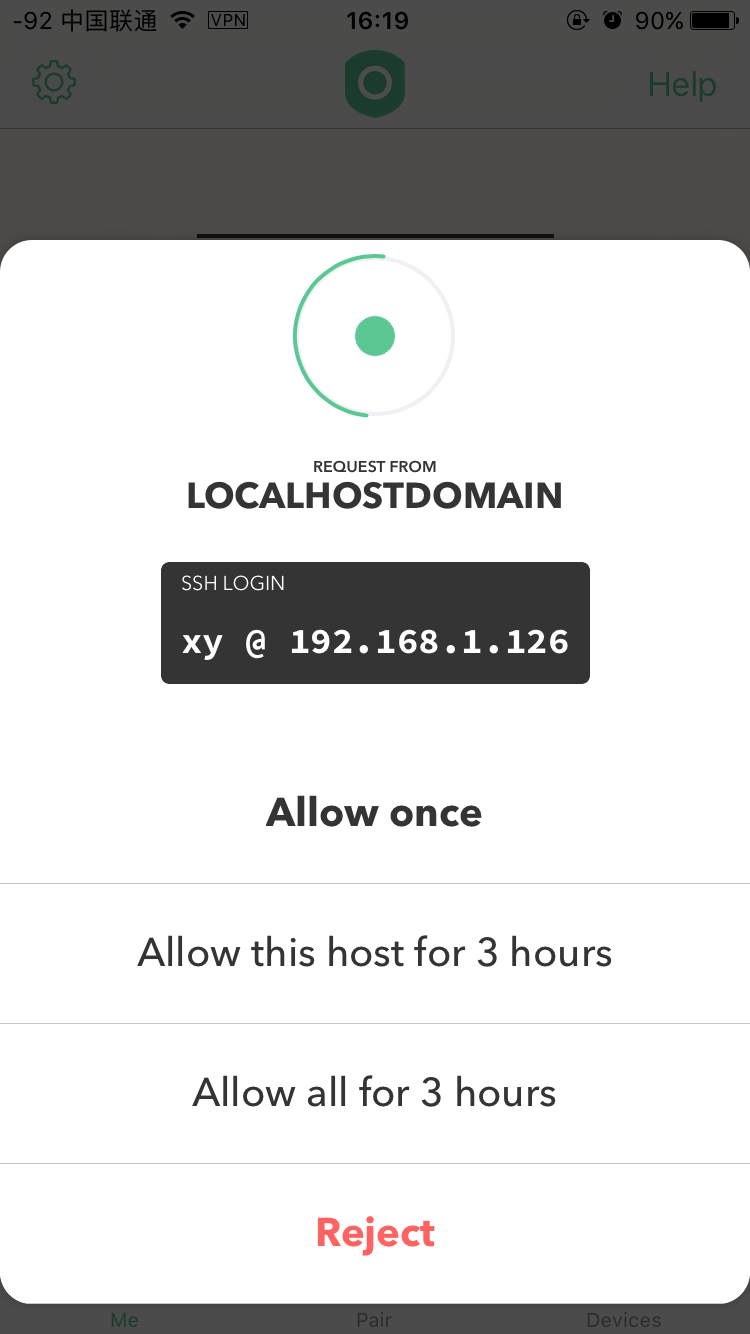 -92 中国联通 VPN 16:19 90%
Help
REQUEST FROM
LOCALHOSTDOMAIN
SSH LOGIN
xy @ 192.168.1.126
Allow once
Allow this host for 3 hours
Allow all for 3 hours
Reject
Me Pair Devices